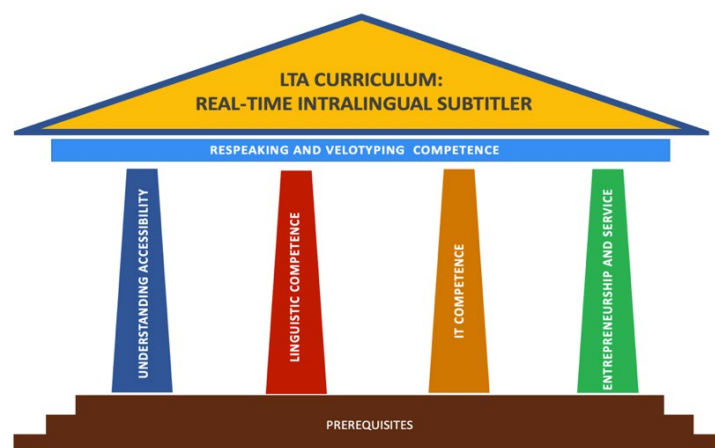 LTA CURRICULUM:
REAL-TIME INTRALINGUAL SUBTITLER
RESPEAKING AND VELOTYPING COMPETENCE
UNDERSTANDING ACCESSIBILITY
LINGUISTIC COMPETENCE
IT COMPETENCE
ENTREPRENEURSHIP AND SERVICE
PREREQUISITES